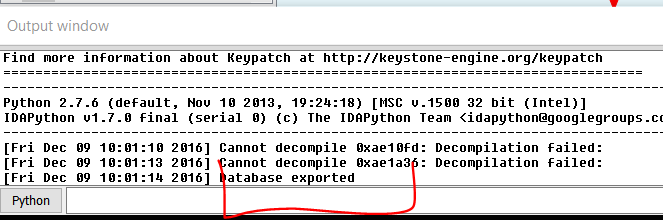 Output window
Find more information about Keypatch at http://keystone-engine.org/keypatch
================================================================================
--------------------------------------------------------------------------------
Python 2.7.6 (default, Nov 10 2013, 19:24:18) [MSC v.1500 32 bit (Intel)]
IDAPython v1.7.0 final (serial 0) (c) The IDAPython Team <idapython@googlegroups.co
--------------------------------------------------------------------------------
[Fri Dec 09 10:01:10 2016] Cannot decompile 0xae10fd: Decompilation failed:
[Fri Dec 09 10:01:13 2016] Cannot decompile 0xae1a36: Decompilation failed:
[Fri Dec 09 10:01:14 2016] Database exported
Python